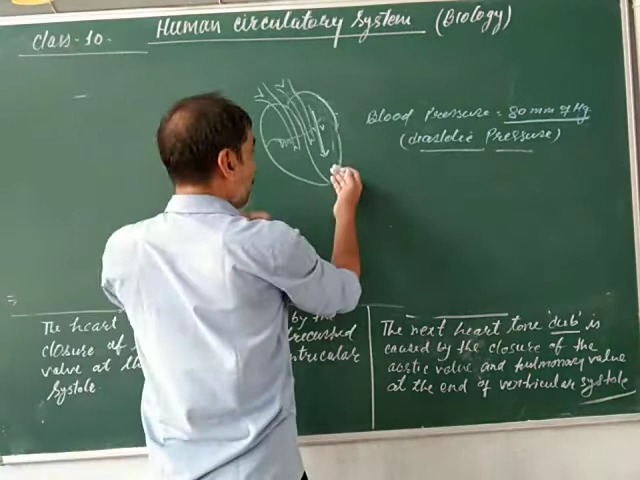 Class-10.
Human circulatory System (Biology)
Blood Pressure = 80 mm of Hg
(diastolic Pressure)
The heart
by the
closure of
tricuspid
valve at the
ntricular
systole.
The next heart tone 'dub' is
caused by the closure of the
aortic valve and pulmonary valve
at the end of ventricular systole